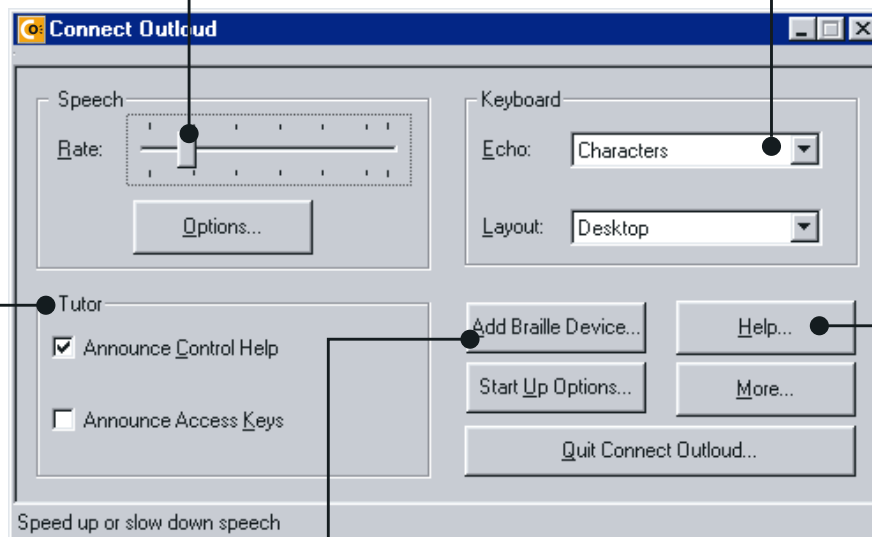 Connect Outloud
Speech
Rate:
Options...
Keyboard
Echo: Characters
Layout: Desktop
Tutor
Announce Control Help
Announce Access Keys
Add Braille Device...
Help...
Start Up Options...
More...
Quit Connect Outloud...
Speed up or slow down speech